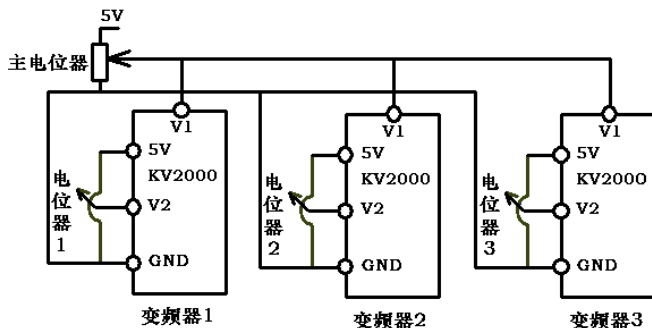 5V
主电位器
V1
5V
KV2000
V2
GND
电位器1
变频器1
V1
5V
KV2000
V2
GND
电位器2
变频器2
V1
5V
KV2000
V2
GND
电位器3
变频器3